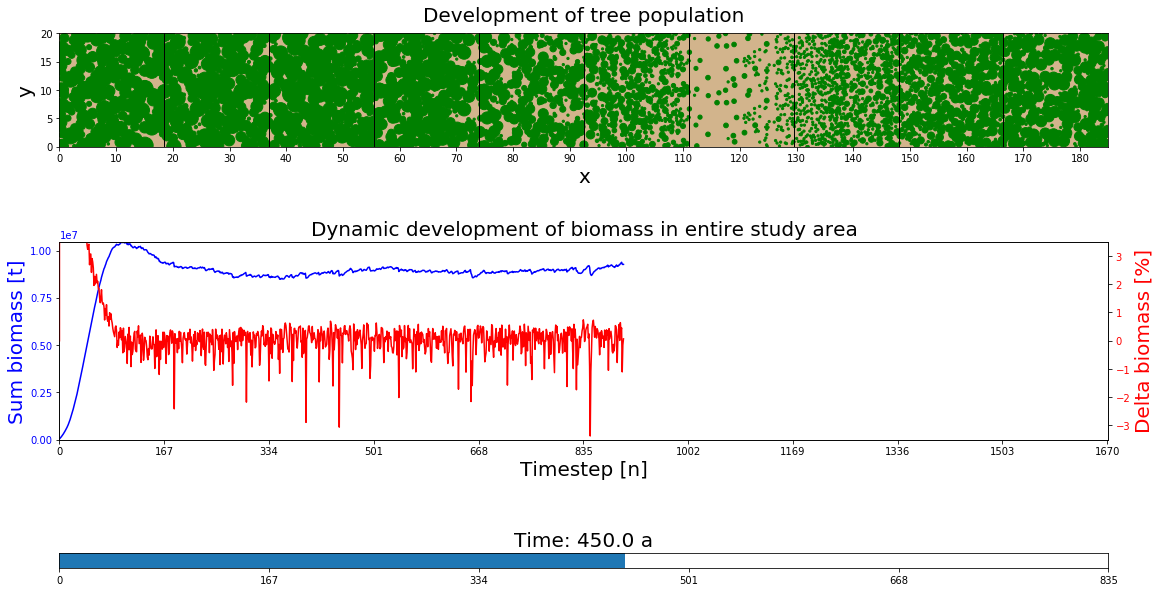 Development of tree population
20
15
10
5
0
y
0 10 20 30 40 50 60 70 80 90 100 110 120 130 140 150 160 170 180
x
Dynamic development of biomass in entire study area
1e7
1.00
0.75
0.50
0.25
0.00
Sum biomass [t]
3
2
1
0
−1
−2
−3
Delta biomass [%]
0 167 334 501 668 835 1002 1169 1336 1503 1670
Timestep [n]
Time: 450.0 a
0 167 334 501 668 835